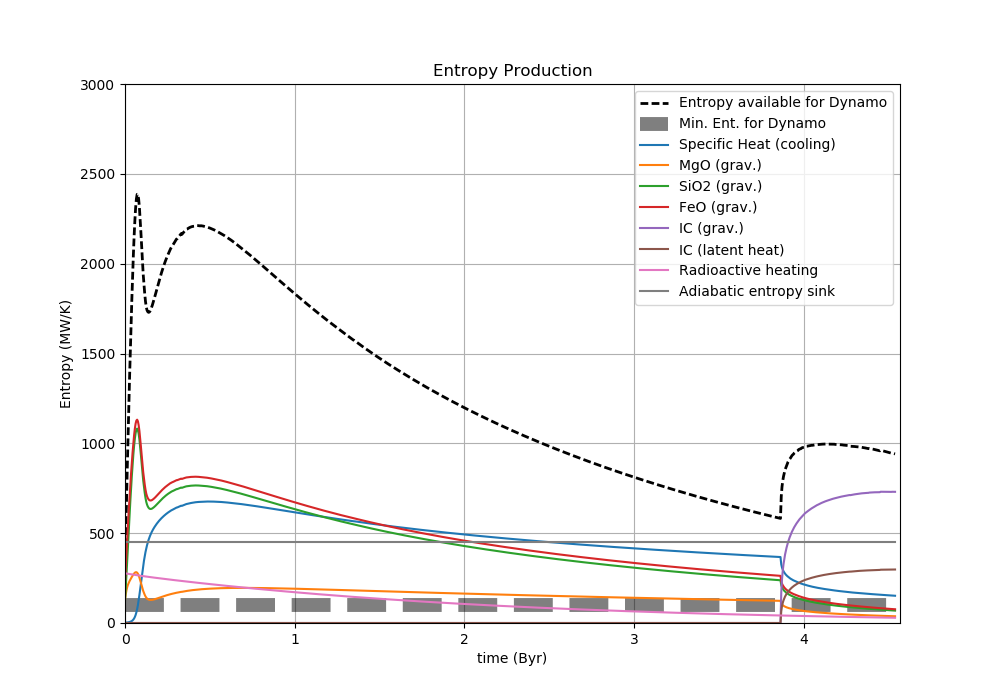 Entropy Production
3000
2500
2000
1500
1000
500
0
Entropy (MW/K)
Entropy available for Dynamo
Min. Ent. for Dynamo
Specific Heat (cooling)
MgO (grav.)
SiO2 (grav.)
FeO (grav.)
IC (grav.)
IC (latent heat)
Radioactive heating
Adiabatic entropy sink
0 1 2 3 4
time (Byr)